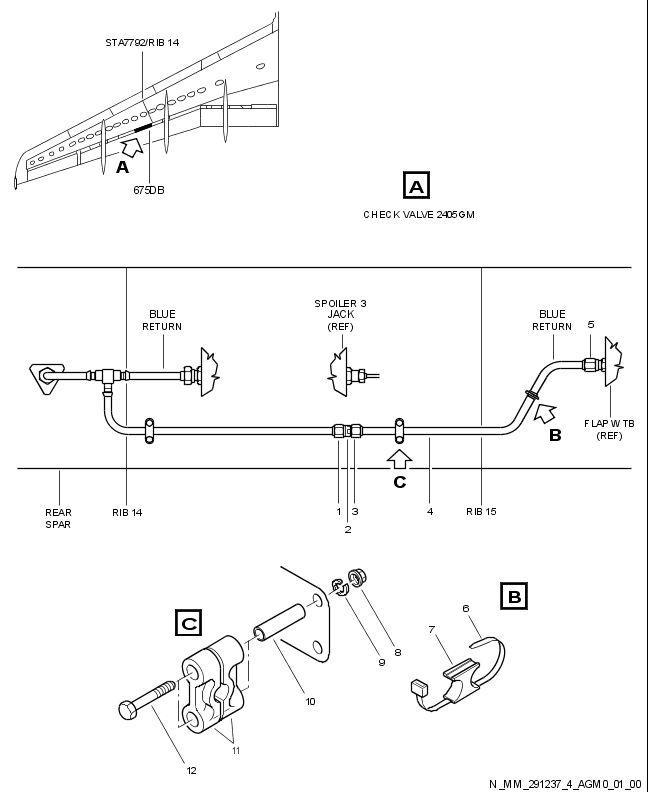 STA7792/RIB 14
A
675DB
A
CHECK VALVE 2405GM
BLUE
RETURN
SPOILER 3
JACK
(REF)
BLUE
RETURN
5
B
FLAP WTB
(REF)
C
REAR
SPAR
RIB 14
1
2
3
4
RIB 15
C
B
6
7
8
9
10
11
12
N_MM_291237_4_AGM0_01_00